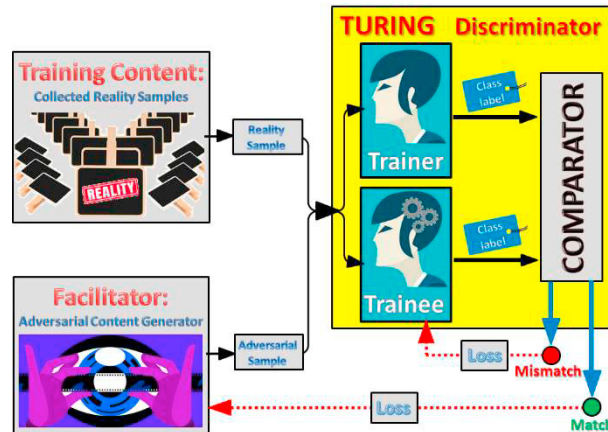 TURING Discriminator
Training Content:
Collected Reality Samples
REALITY
Reality
Sample
Trainer
Class
label
COMPARATOR
Trainee
Class
label
Facilitator:
Adversarial Content Generator
Adversarial
Sample
Loss
Mismatch
Loss
Match